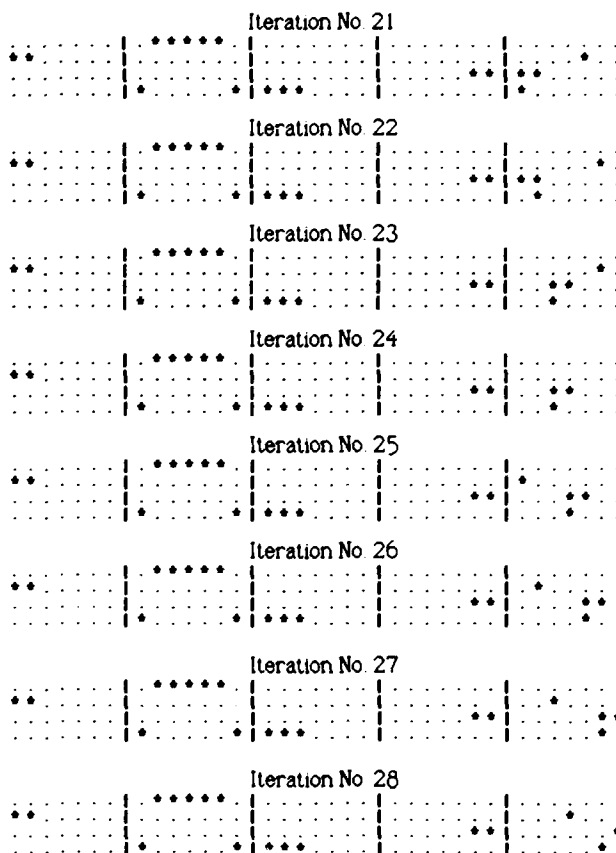 Iteration No. 21
Iteration No. 22
Iteration No. 23
Iteration No. 24
Iteration No. 25
Iteration No. 26
Iteration No. 27
Iteration No. 28